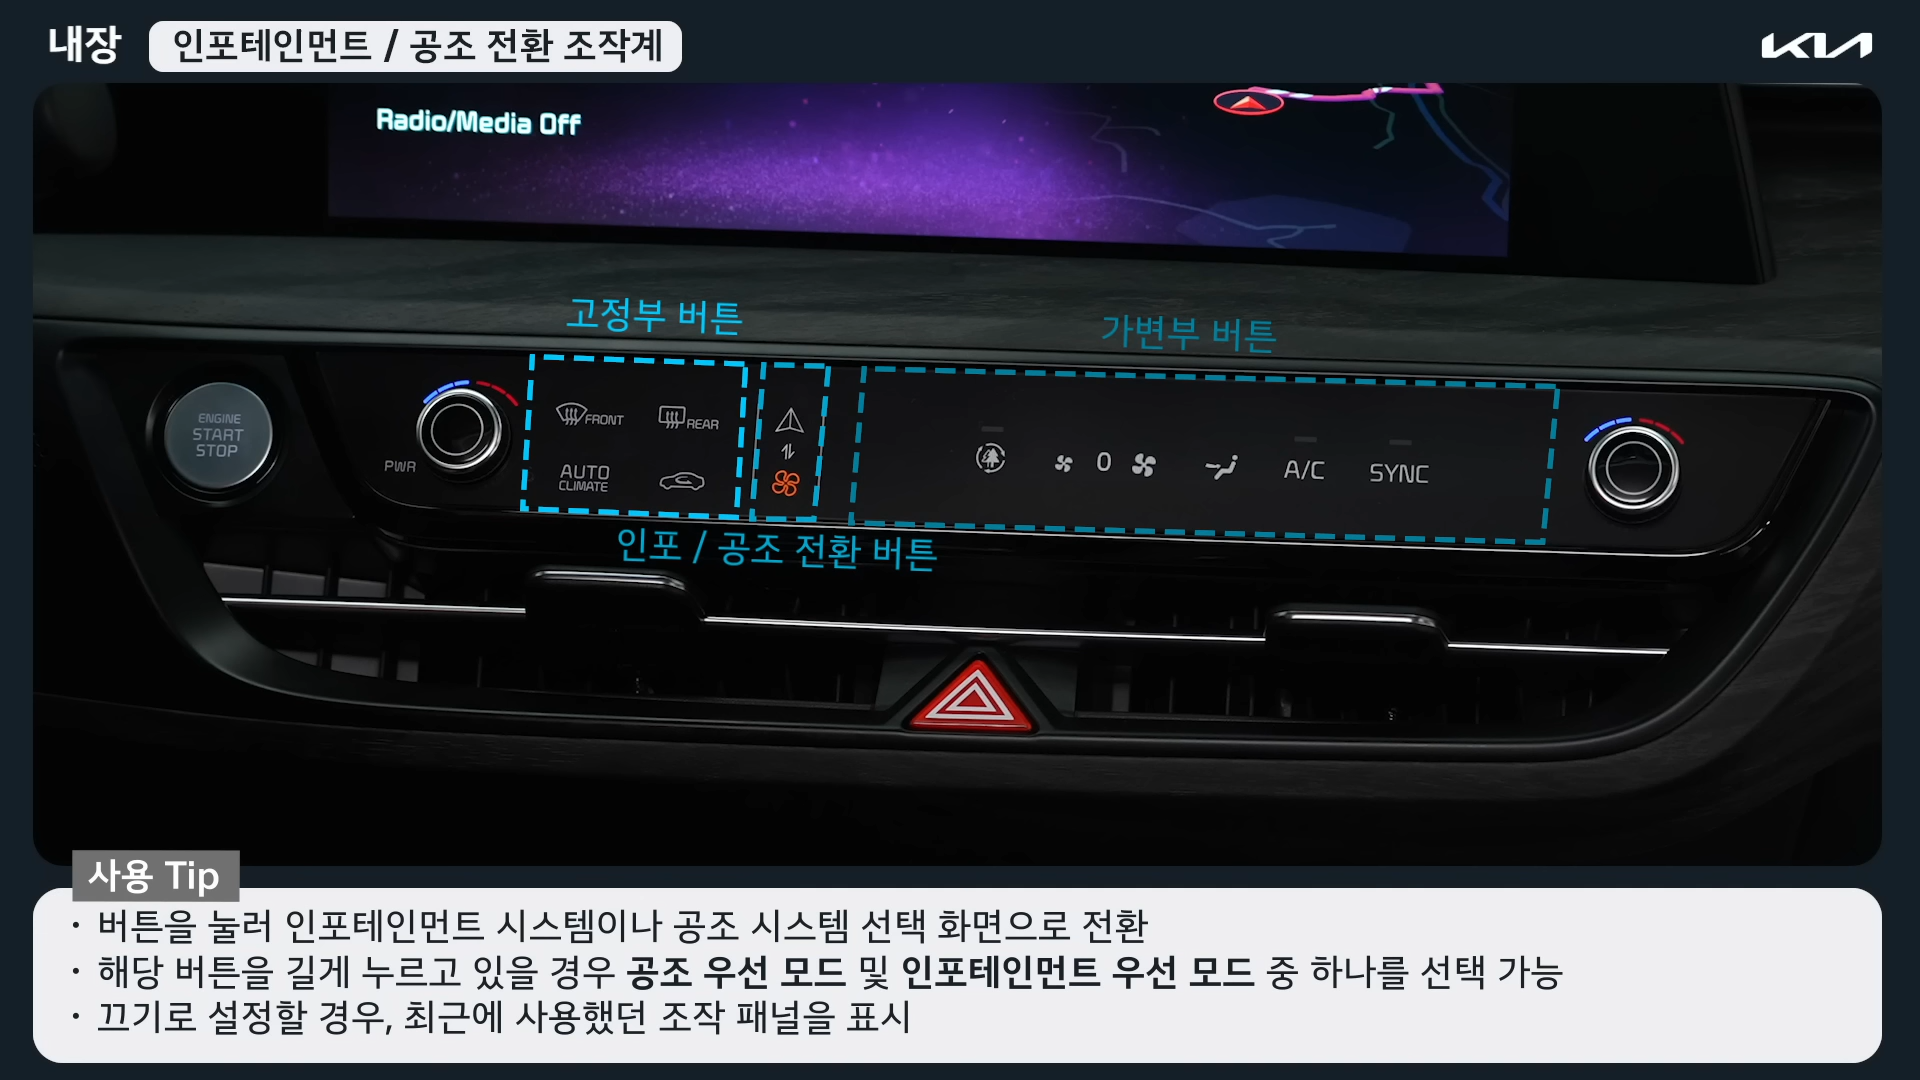 내장
인포테인먼트 / 공조 전환 조작계
KIA
Radio/Media Off
고정부 버튼
가변부 버튼
ENGINE
START
STOP
PWR
FRONT
REAR
AUTO
CLIMATE
0
A/C
SYNC
인포 / 공조 전환 버튼
사용 Tip
· 버튼을 눌러 인포테인먼트 시스템이나 공조 시스템 선택 화면으로 전환
· 해당 버튼을 길게 누르고 있을 경우 공조 우선 모드 및 인포테인먼트 우선 모드 중 하나를 선택 가능
· 끄기로 설정할 경우, 최근에 사용했던 조작 패널을 표시